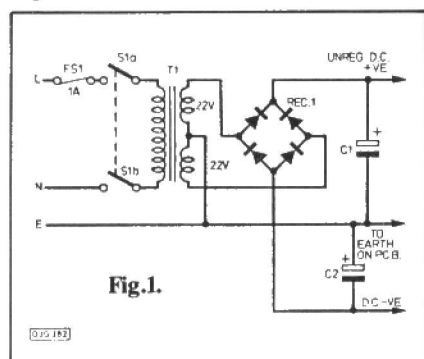 UNREG D.C.
+VE
S1a
FS1
T1
L
1A
22V
REC.1
+
C1
22V
N
S1b
E
TO
EARTH
ON P.C.B.
+
C2
Fig.1.
D.C -VE